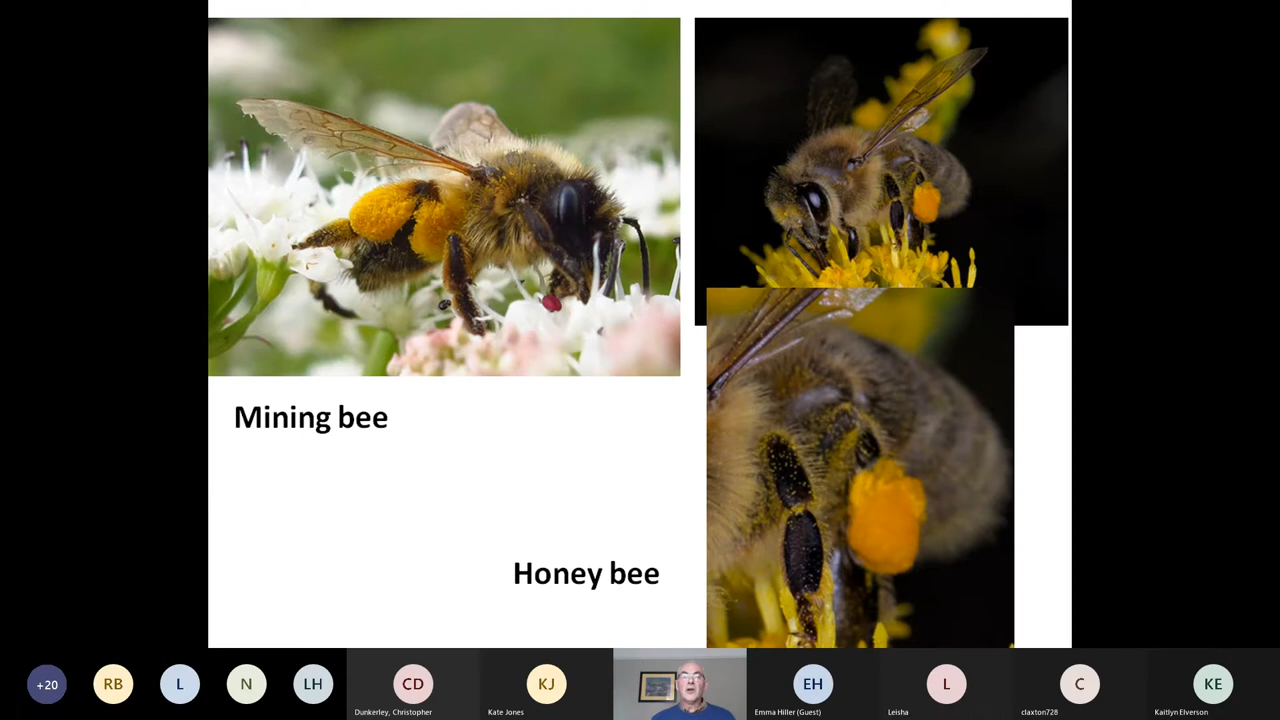 Mining bee
Honey bee
+20
RB
L
N
LH
CD
Dunkerley, Christopher
KJ
Kate Jones
EH
Emma Hiller (Guest)
L
Leisha
C
claxton728
KE
Kaitlyn Elverson